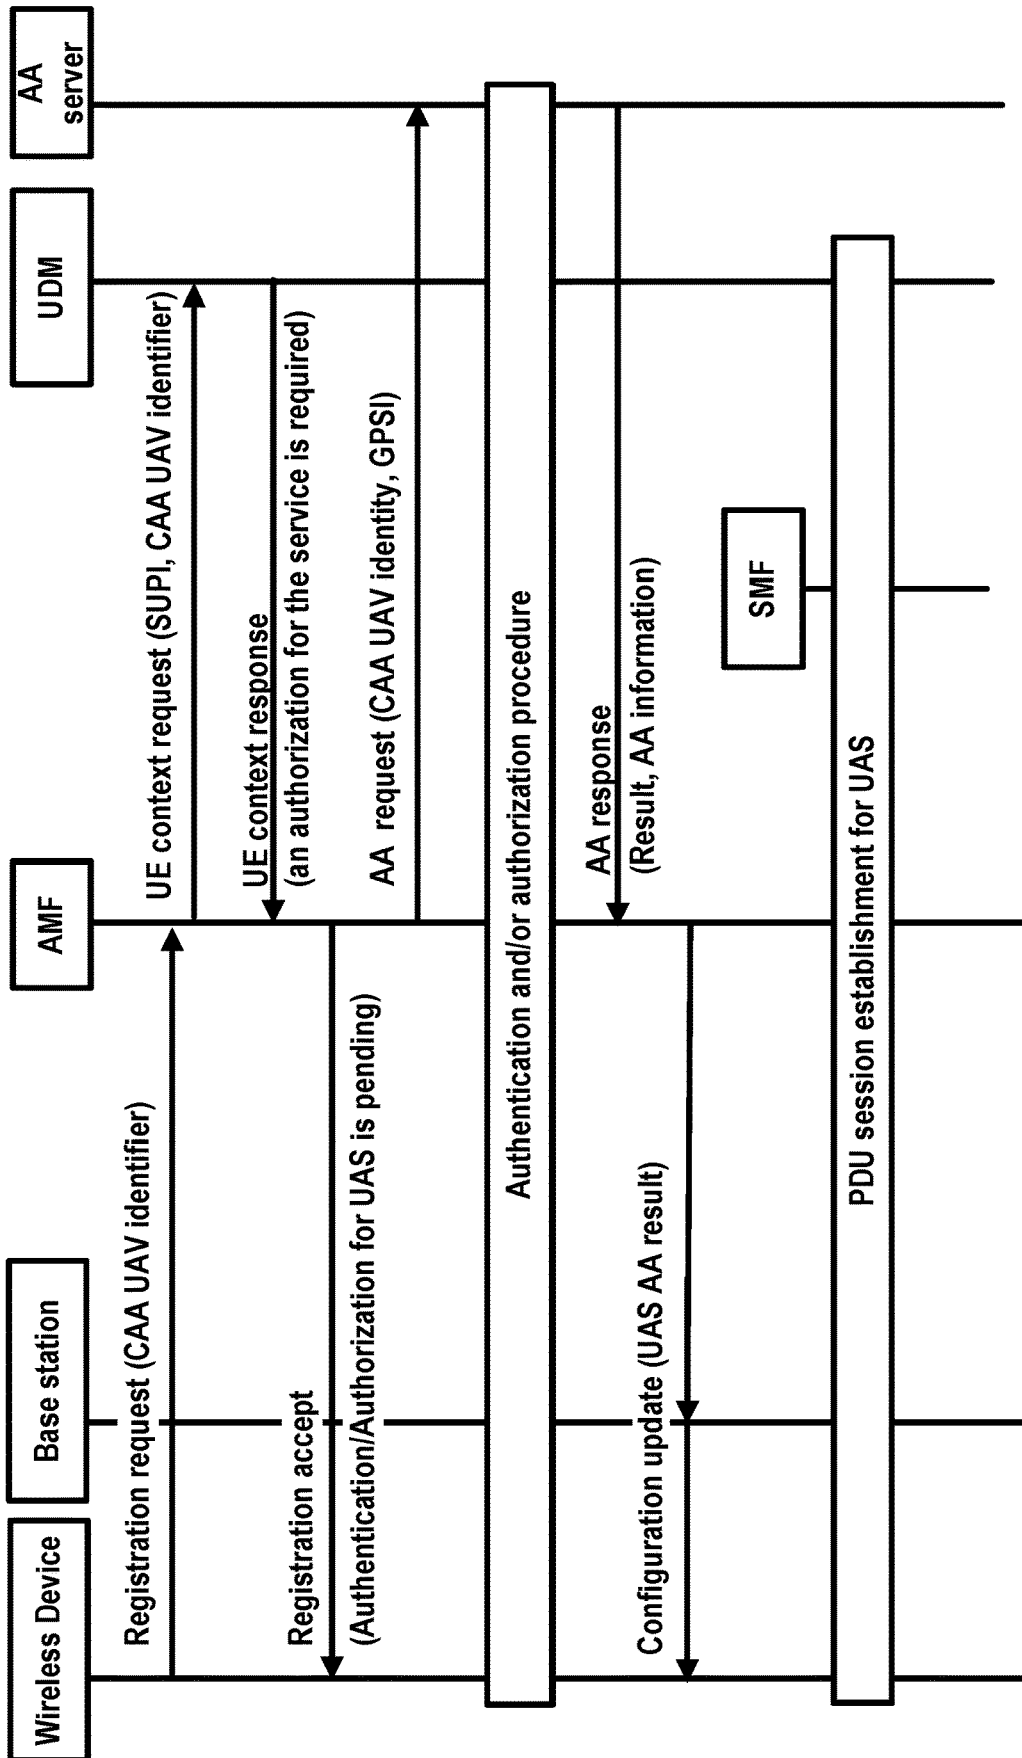 Wireless Device
Base station
AMF
UDM
AA
server
Registration request (CAA UAV identifier)
UE context request (SUPI, CAA UAV identifier)
UE context response
(an authorization for the service is required)
Registration accept
(Authentication/Authorization for UAS is pending)
AA request (CAA UAV identity, GPSI)
Authentication and/or authorization procedure
AA response
(Result, AA information)
Configuration update (UAS AA result)
SMF
PDU session establishment for UAS